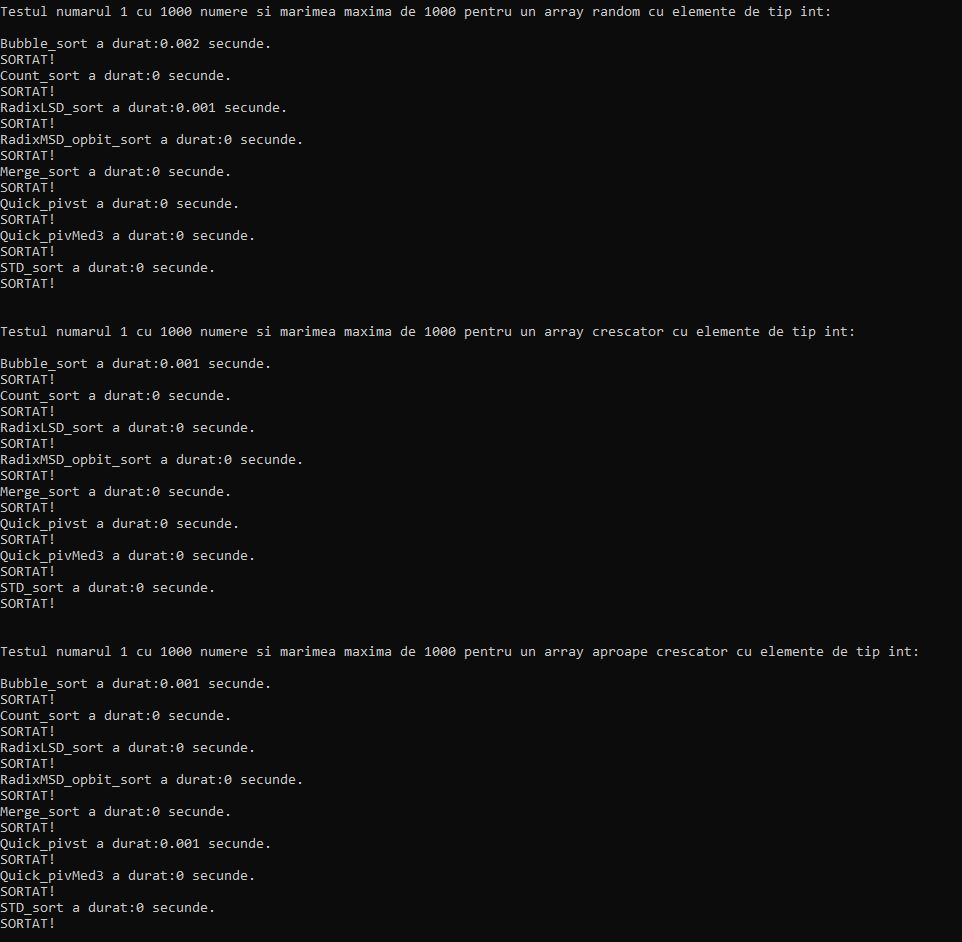 Testul numarul 1 cu 1000 numere si marimea maxima de 1000 pentru un array random cu elemente de tip int:
Bubble_sort a durat:0.002 secunde.
SORTAT!
Count_sort a durat:0 secunde.
SORTAT!
RadixLSD_sort a durat:0.001 secunde.
SORTAT!
RadixMSD_opbit_sort a durat:0 secunde.
SORTAT!
Merge_sort a durat:0 secunde.
SORTAT!
Quick_pivst a durat:0 secunde.
SORTAT!
Quick_pivMed3 a durat:0 secunde.
SORTAT!
STD_sort a durat:0 secunde.
SORTAT!
Testul numarul 1 cu 1000 numere si marimea maxima de 1000 pentru un array crescator cu elemente de tip int:
Bubble_sort a durat:0.001 secunde.
SORTAT!
Count_sort a durat:0 secunde.
SORTAT!
RadixLSD_sort a durat:0 secunde.
SORTAT!
RadixMSD_opbit_sort a durat:0 secunde.
SORTAT!
Merge_sort a durat:0 secunde.
SORTAT!
Quick_pivst a durat:0 secunde.
SORTAT!
Quick_pivMed3 a durat:0 secunde.
SORTAT!
STD_sort a durat:0 secunde.
SORTAT!
Testul numarul 1 cu 1000 numere si marimea maxima de 1000 pentru un array aproape crescator cu elemente de tip int:
Bubble_sort a durat:0.001 secunde.
SORTAT!
Count_sort a durat:0 secunde.
SORTAT!
RadixLSD_sort a durat:0 secunde.
SORTAT!
RadixMSD_opbit_sort a durat:0 secunde.
SORTAT!
Merge_sort a durat:0 secunde.
SORTAT!
Quick_pivst a durat:0.001 secunde.
SORTAT!
Quick_pivMed3 a durat:0 secunde.
SORTAT!
STD_sort a durat:0 secunde.
SORTAT!